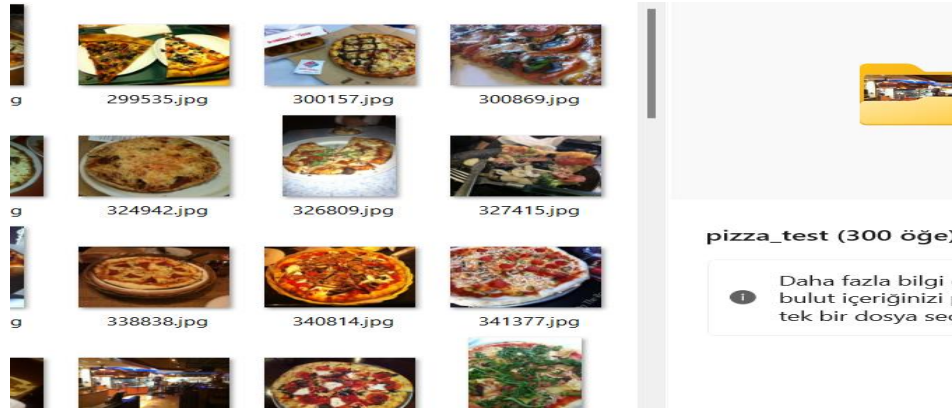 g
299535.jpg
300157.jpg
300869.jpg
g
324942.jpg
326809.jpg
327415.jpg
g
338838.jpg
340814.jpg
341377.jpg
pizza_test (300 öğe)
Daha fazla bilgi
bulut içeriğinizi
tek bir dosya seç